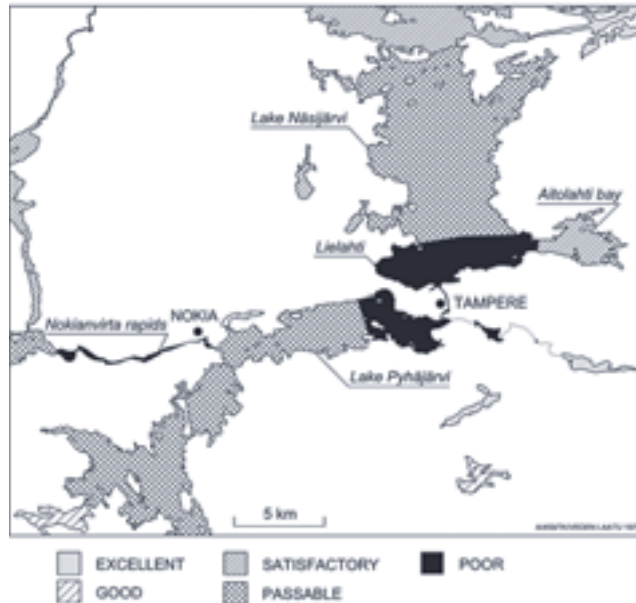 Lake Näsijärvi
Aitolahti bay
Lielahti
TAMPERE
NOKIA
Nokianvirta rapids
Lake Pyhäjärvi
5 km
EXCELLENT
SATISFACTORY
POOR
GOOD
PASSABLE